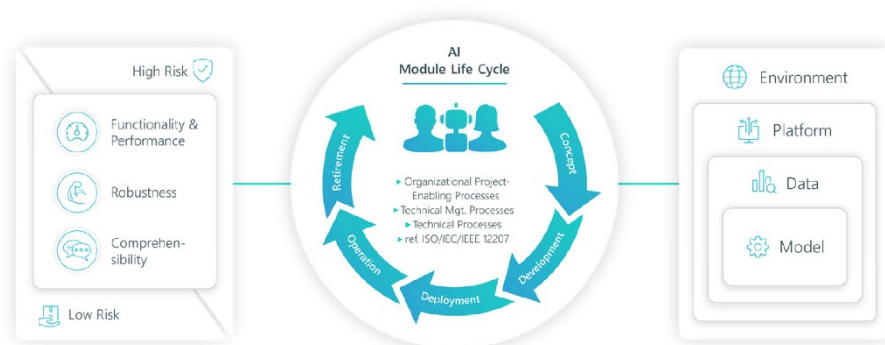 High Risk
Functionality &
Performance
Robustness
Comprehen-
sibility
Low Risk
AI
Module Life Cycle
Concept
Development
Deployment
Operation
Retirement
▸ Organizational Project-
Enabling Processes
▸ Technical Mgt. Processes
▸ Technical Processes
▸ ref. ISO/IEC/IEEE 12207
Environment
Platform
Data
Model